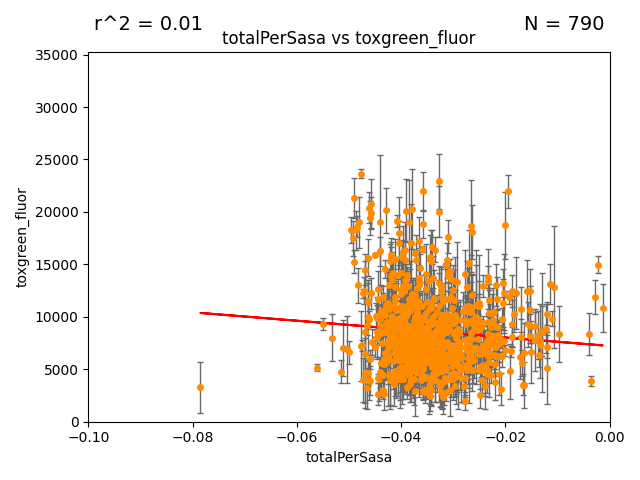 r^2 = 0.01
N = 790
totalPerSasa vs toxgreen_fluor
35000
30000
25000
20000
15000
10000
5000
0
toxgreen_fluor
−0.10
−0.08
−0.06
−0.04
−0.02
0.00
totalPerSasa